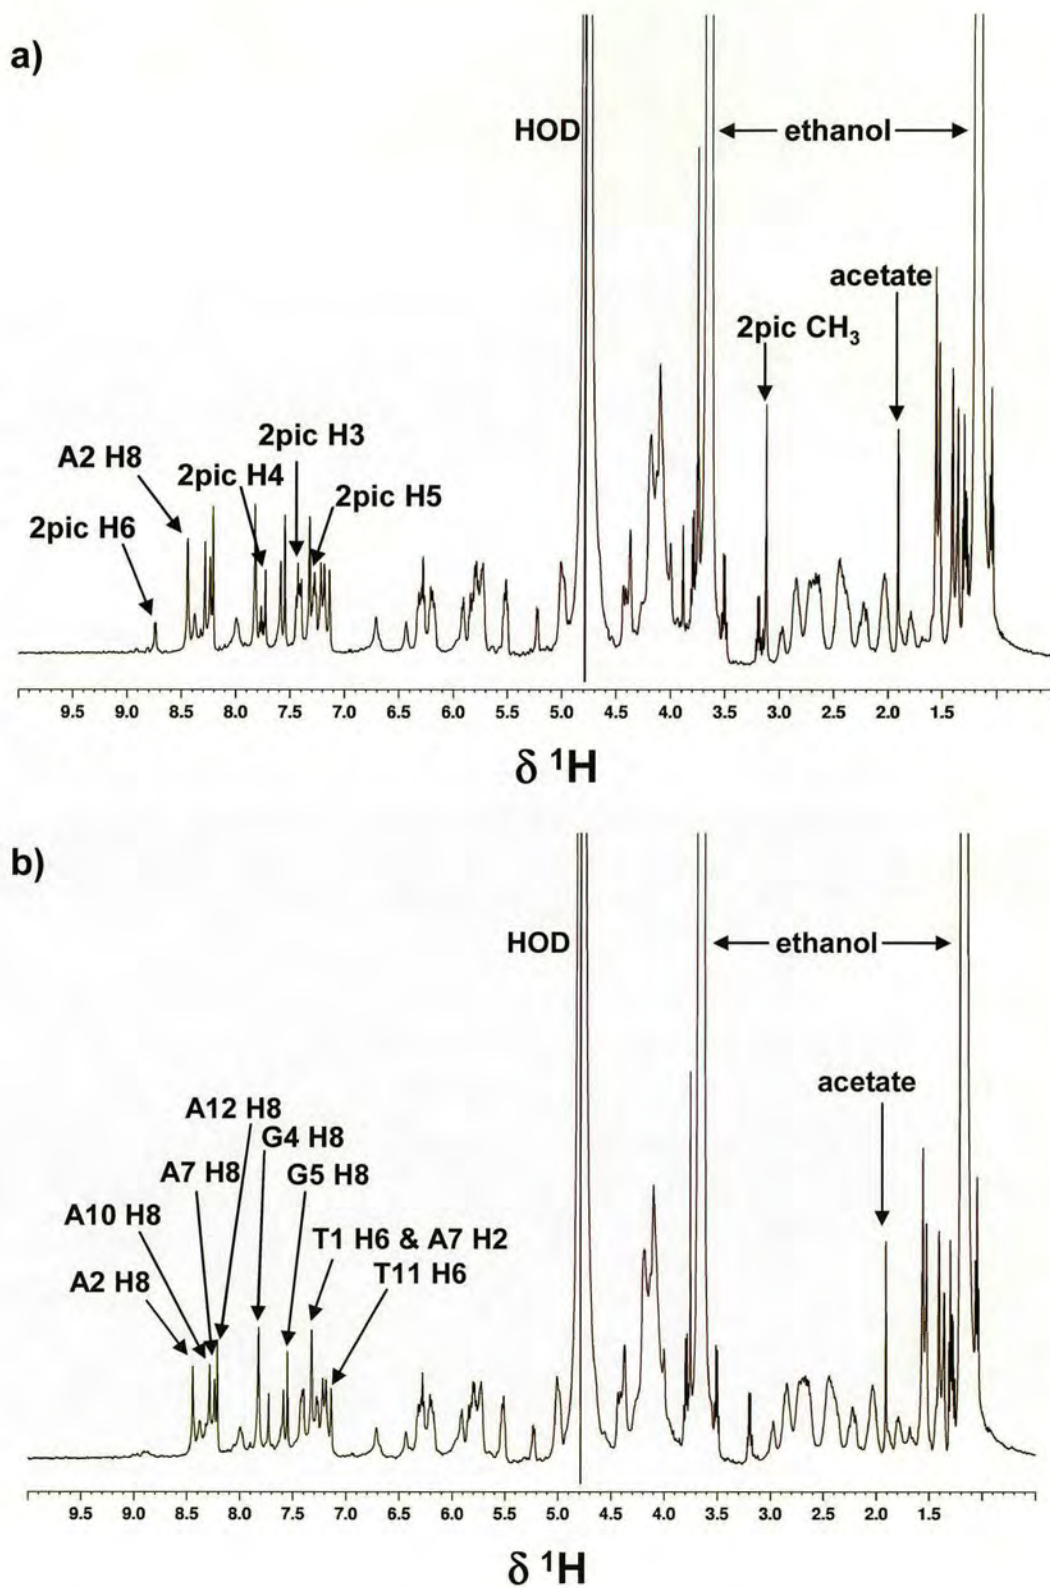 a)
HOD
ethanol
acetate
2pic CH₃
2pic H3
A2 H8
2pic H4
2pic H5
2pic H6
9.5 9.0 8.5 8.0 7.5 7.0 6.5 6.0 5.5 5.0 4.5 4.0 3.5 3.0 2.5 2.0 1.5
δ ¹H
b)
HOD
ethanol
acetate
A12 H8
G4 H8
A7 H8
G5 H8
A10 H8
T1 H6 & A7 H2
A2 H8
T11 H6
9.5 9.0 8.5 8.0 7.5 7.0 6.5 6.0 5.5 5.0 4.5 4.0 3.5 3.0 2.5 2.0 1.5
δ ¹H